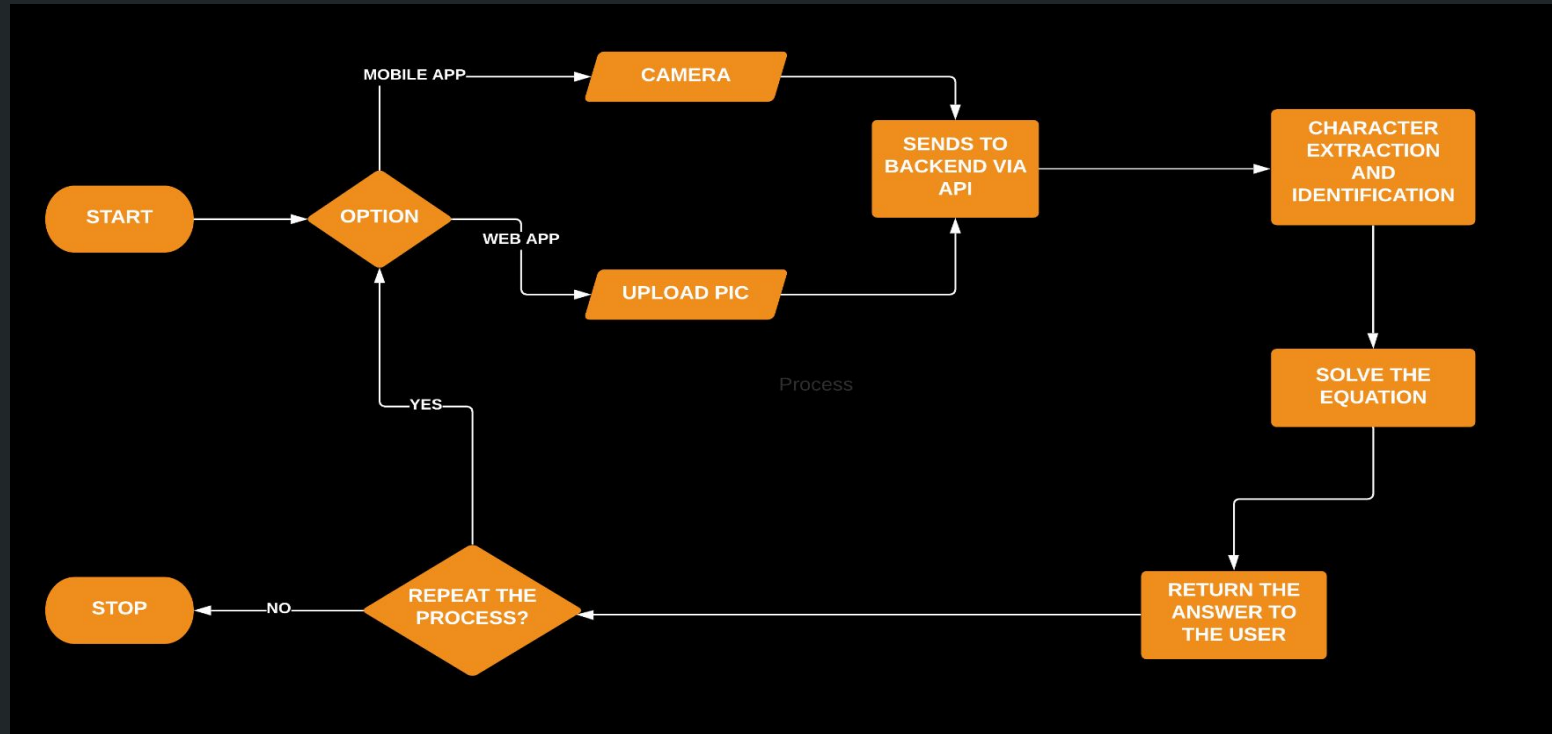 MOBILE APP
CAMERA
SENDS TO
BACKEND VIA
API
CHARACTER
EXTRACTION
AND
IDENTIFICATION
START
OPTION
WEB APP
UPLOAD PIC
SOLVE THE
EQUATION
Process
YES
RETURN THE
ANSWER TO
THE USER
REPEAT THE
PROCESS?
NO
STOP